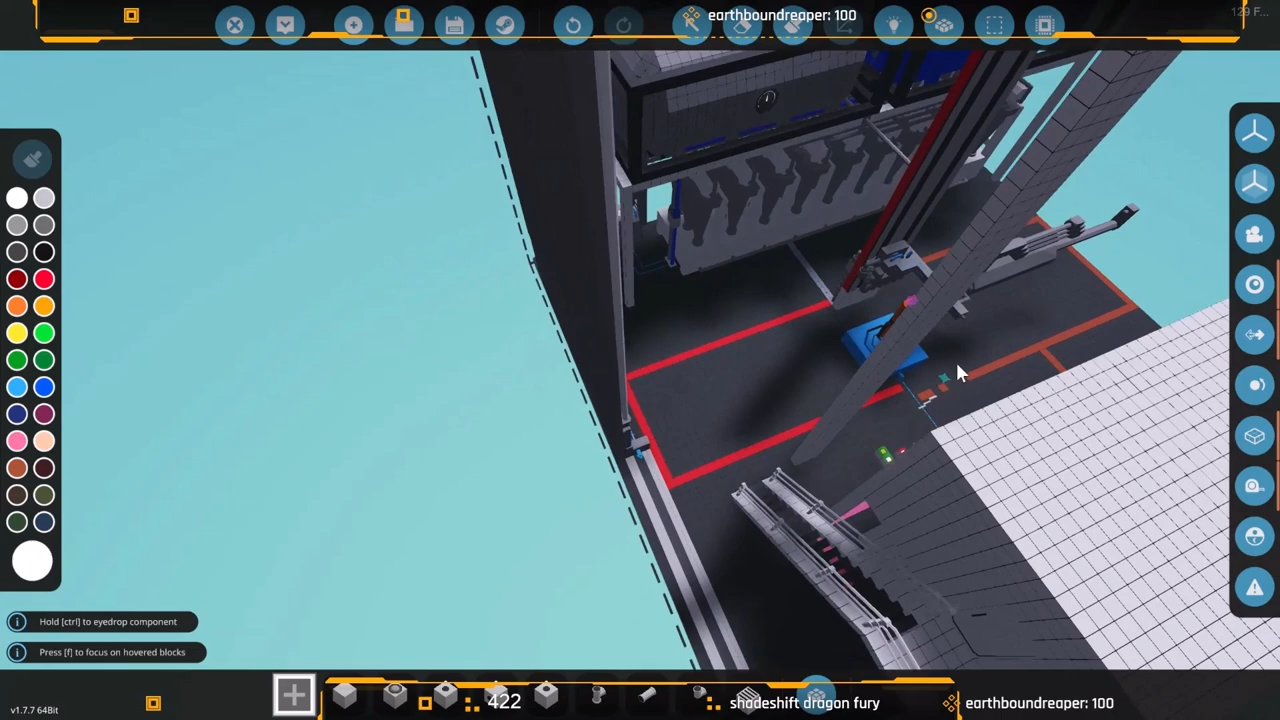 earthboundreaper: 100
129 F...
Hold [ctrl] to eyedrop component
Press [f] to focus on hovered blocks
v1.7.7 64Bit
422
shadeshift dragon fury
earthboundreaper: 100